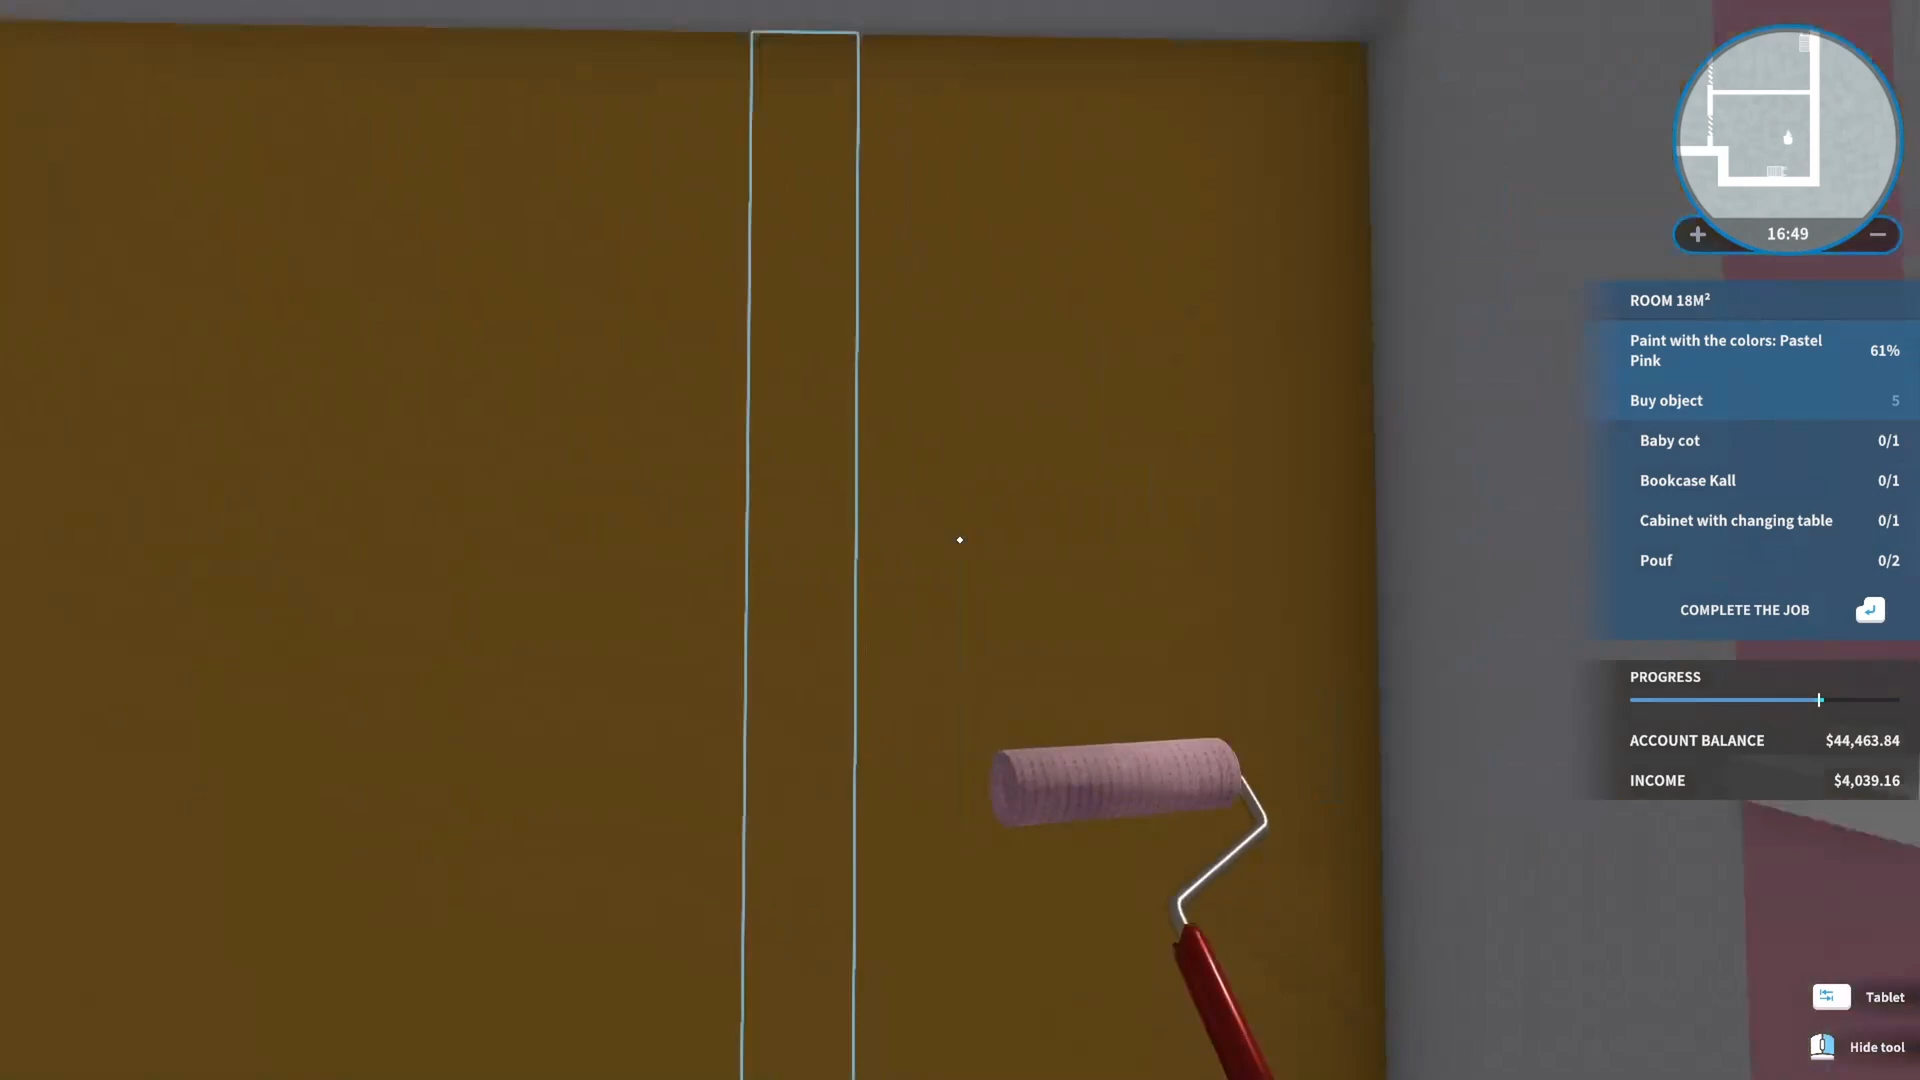 16:49
ROOM 18M²
Paint with the colors: Pastel
Pink
61%
Buy object 5
Baby cot 0/1
Bookcase Kall 0/1
Cabinet with changing table 0/1
Pouf 0/2
COMPLETE THE JOB
PROGRESS
ACCOUNT BALANCE $44,463.84
INCOME $4,039.16
Tablet
Hide tool